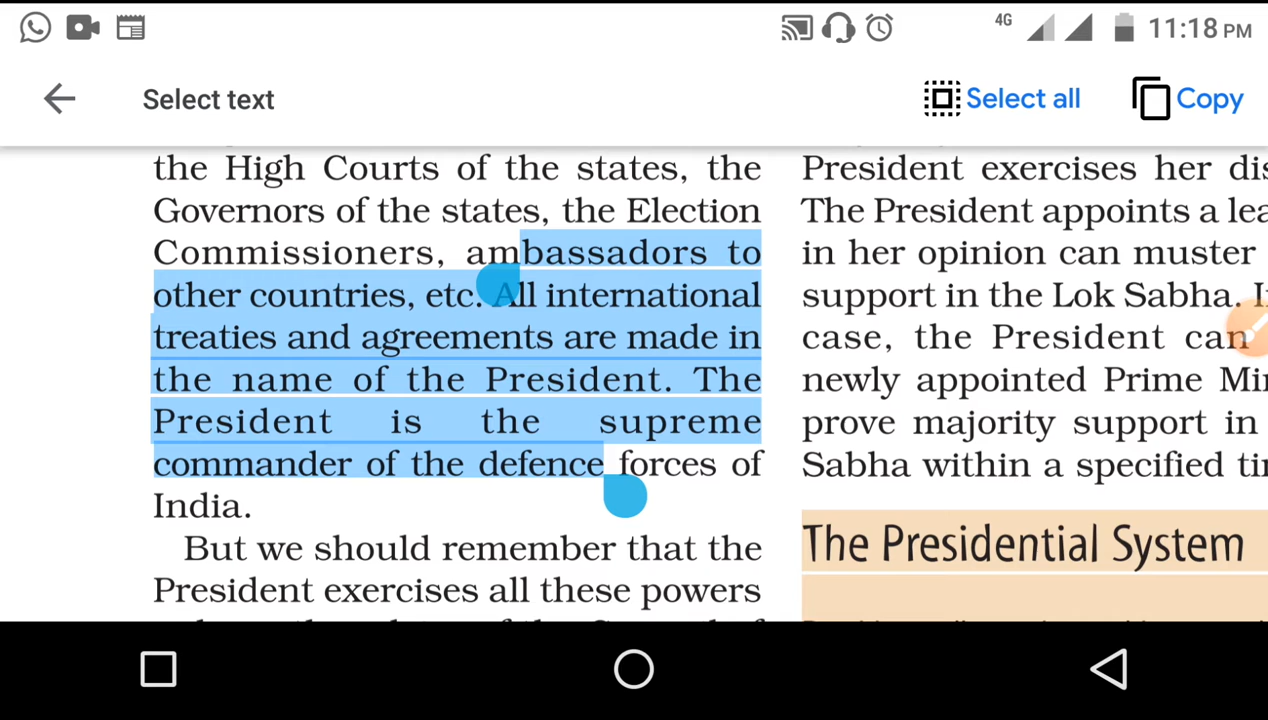 4G 11:18 PM
Select text
Select all
Copy
the High Courts of the states, the
Governors of the states, the Election
Commissioners, ambassadors to
other countries, etc. All international
treaties and agreements are made in
the name of the President. The
President is the supreme
commander of the defence forces of
India.
But we should remember that the
President exercises all these powers
President exercises her
The President appoints a
in her opinion can muster
support in the Lok Sabha.
case, the President can
newly appointed Prime
prove majority support in
Sabha within a specified
The Presidential System